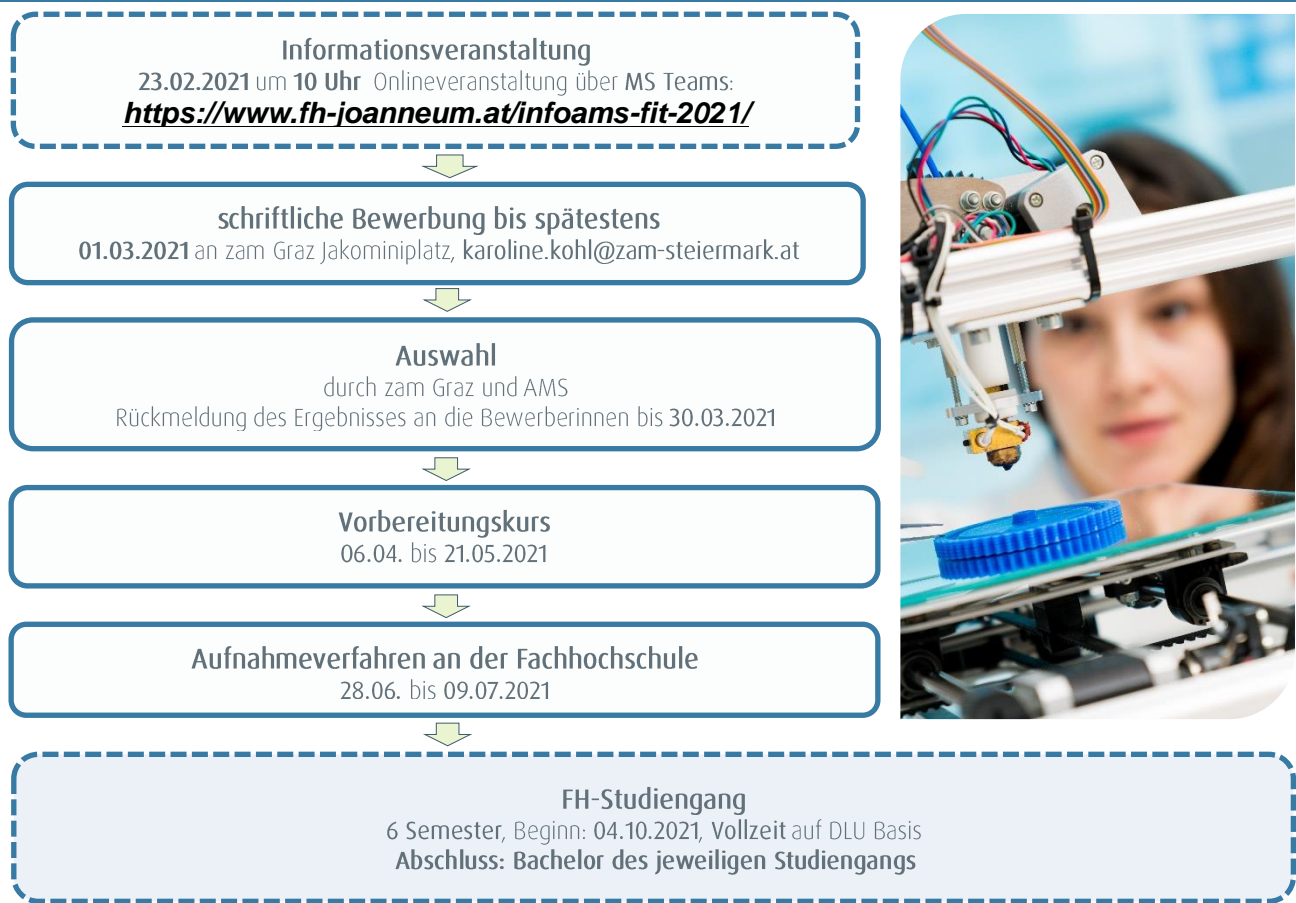 Informationsveranstaltung
23.02.2021 um 10 Uhr Onlineveranstaltung über MS Teams:
https://www.fh-joanneum.at/infoams-fit-2021/
schriftliche Bewerbung bis spätestens
01.03.2021 an zam Graz Jakominiplatz, karoline.kohl@zam-steiermark.at
Auswahl
durch zam Graz und AMS
Rückmeldung des Ergebnisses an die Bewerberinnen bis 30.03.2021
Vorbereitungskurs
06.04. bis 21.05.2021
Aufnahmeverfahren an der Fachhochschule
28.06. bis 09.07.2021
FH-Studiengang
6 Semester, Beginn: 04.10.2021, Vollzeit auf DLU Basis
Abschluss: Bachelor des jeweiligen Studiengangs